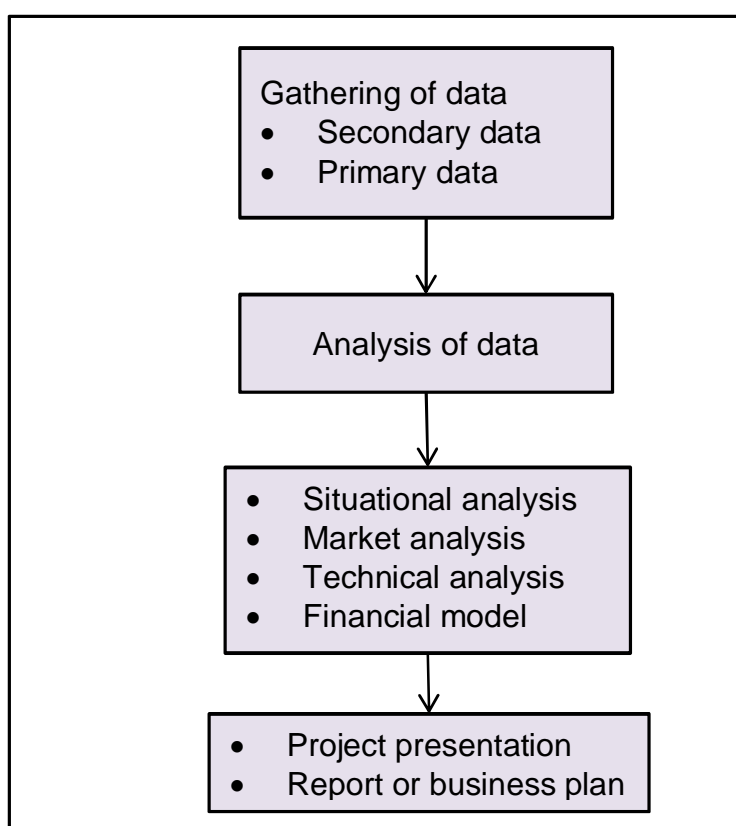 Gathering of data
• Secondary data
• Primary data
Analysis of data
• Situational analysis
• Market analysis
• Technical analysis
• Financial model
• Project presentation
• Report or business plan